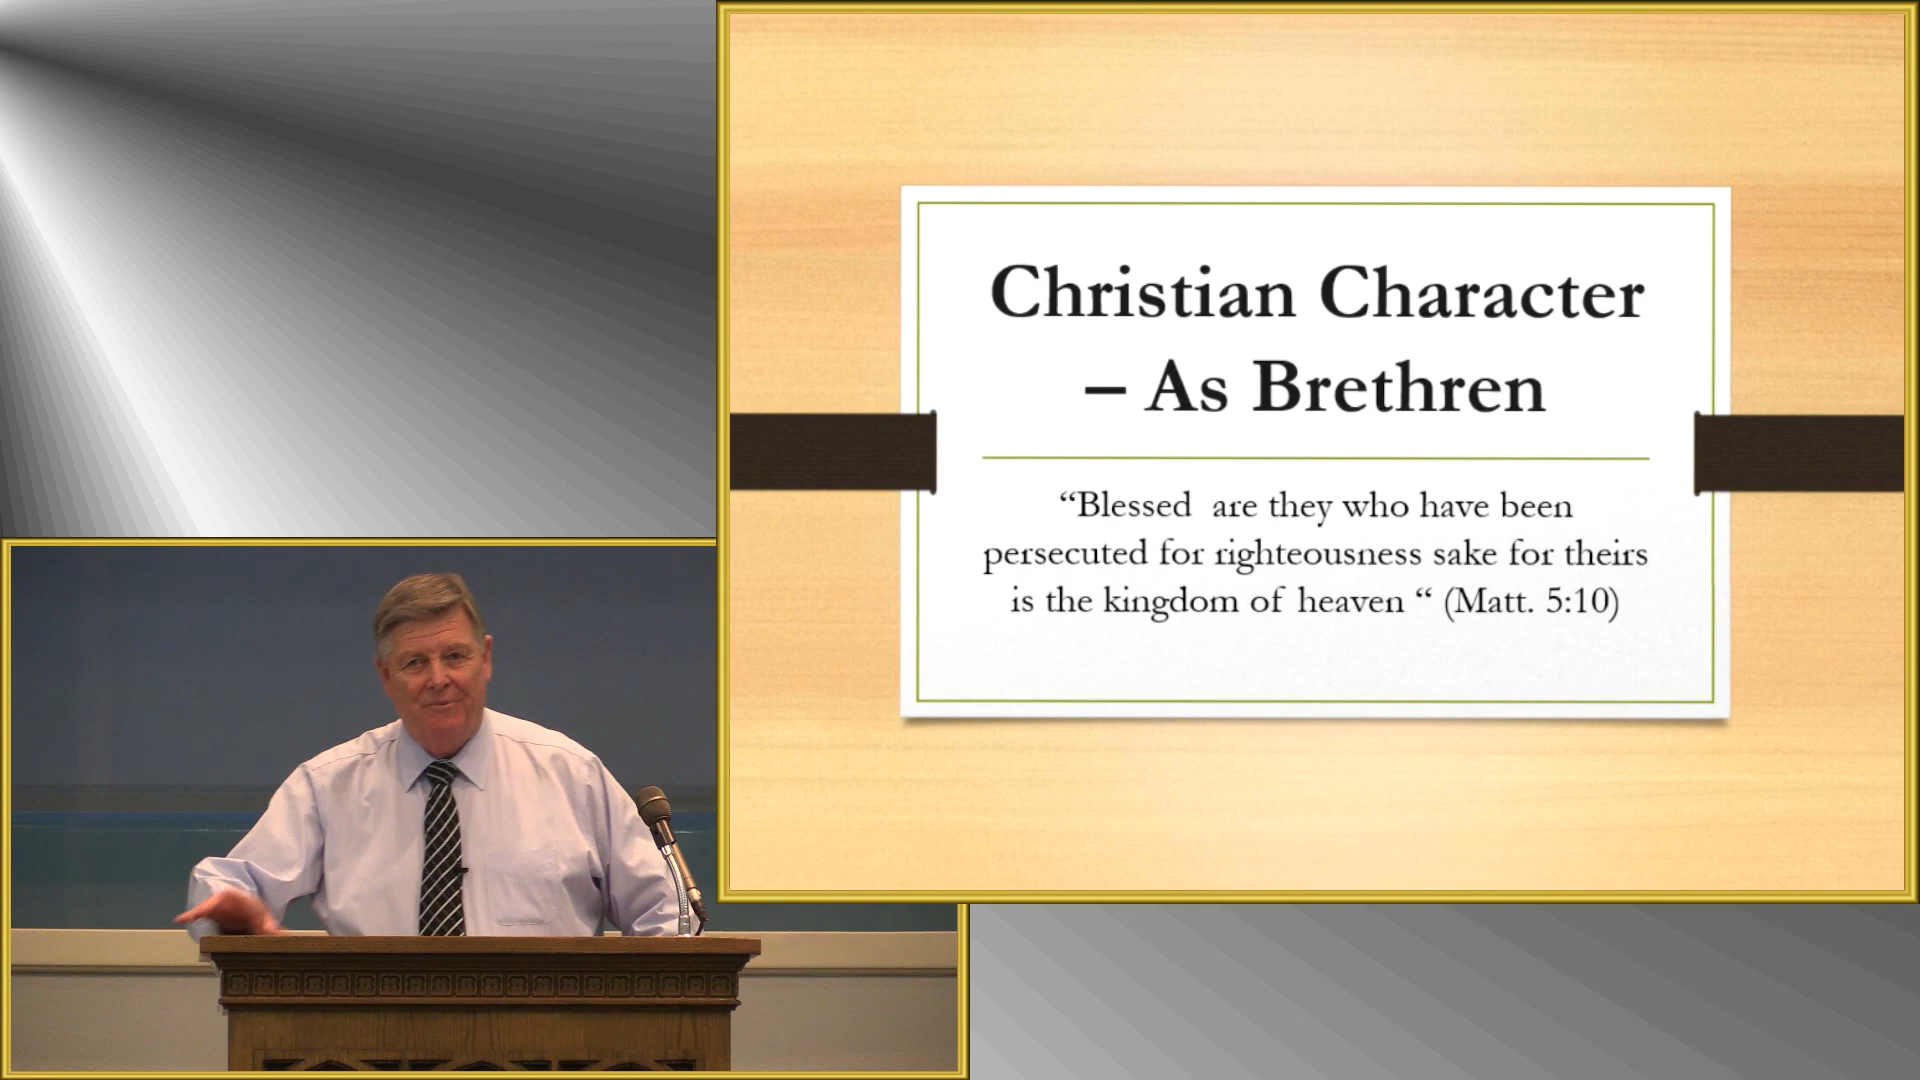 Christian Character
– As Brethren
“Blessed  are they who have been
persecuted for righteousness sake for theirs
is the kingdom of heaven “ (Matt. 5:10)